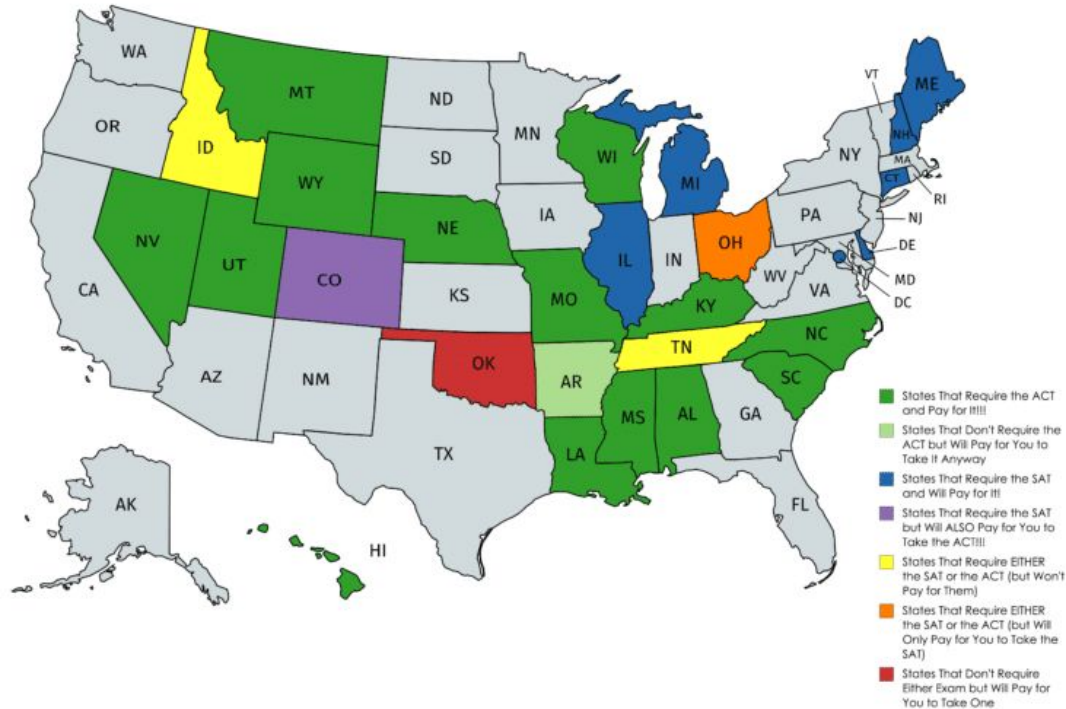 WA
MT
ND
MN
VT
ME
OR
ID
SD
WI
NH
NY
MA
WY
MI
CT
RI
IA
PA
NJ
NV
NE
OH
DE
UT
IL
IN
CO
WV
MD
CA
KS
MO
VA
DC
KY
NC
TN
OK
AZ
NM
AR
SC
MS
AL
GA
TX
LA
FL
AK
HI
States That Require the ACT
and Pay for It!!!
States That Don't Require the
ACT but Will Pay for You to
Take It Anyway
States That Require the SAT
and Will Pay for It!
States That Require the SAT
but Will ALSO Pay for You to
Take the ACT!!!
States That Require EITHER
the SAT or the ACT (but Won't
Pay for Them)
States That Require EITHER
the SAT or the ACT (but Will
Only Pay for You to Take the
SAT)
States That Don't Require
Either Exam but Will Pay for
You to Take One